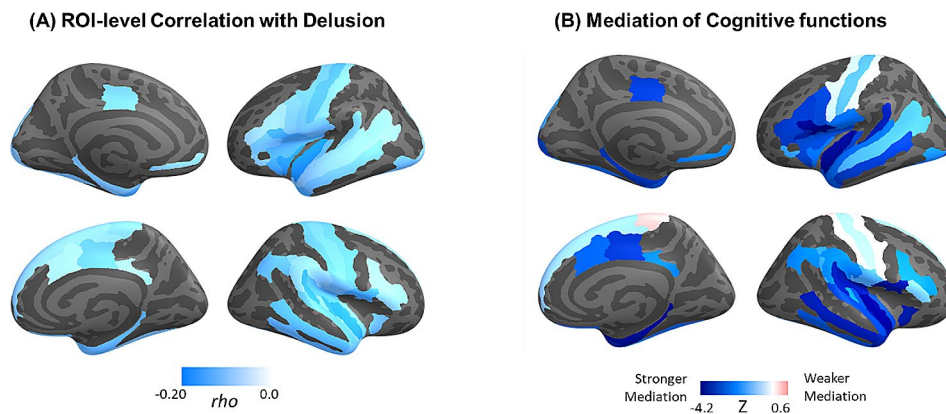 (A) ROI-level Correlation with Delusion
(B) Mediation of Cognitive functions
-0.20 rho 0.0
Stronger Mediation
-4.2 Z 0.6
Weaker Mediation